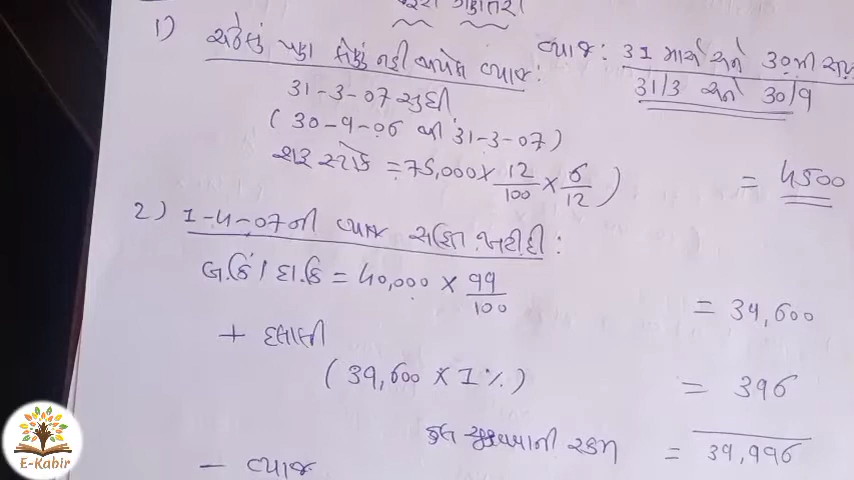 1) ચઢેલું પણ લેણું નહીં થયેલ વ્યાજ:
વ્યાજ: 31 માર્ચ અને 30મી સપ્ટે
31/3 અને 30/9
31-3-07 સુધી
(30-9-06 થી 31-3-07)
શરૂ સ્ટોક = 75,000 × 12/100 × 6/12) = 4500
2) 1-4-07ની વ્યાજ સહિત ખરીદી:
બ.કિં। દા.કિં = 40,000 × 99/100 = 39,600
+ દલાલી
(39,600 × 1%) = 396
કુલ ચૂકવવાની રકમ = 39,996
- વ્યાજ
E-Kabir